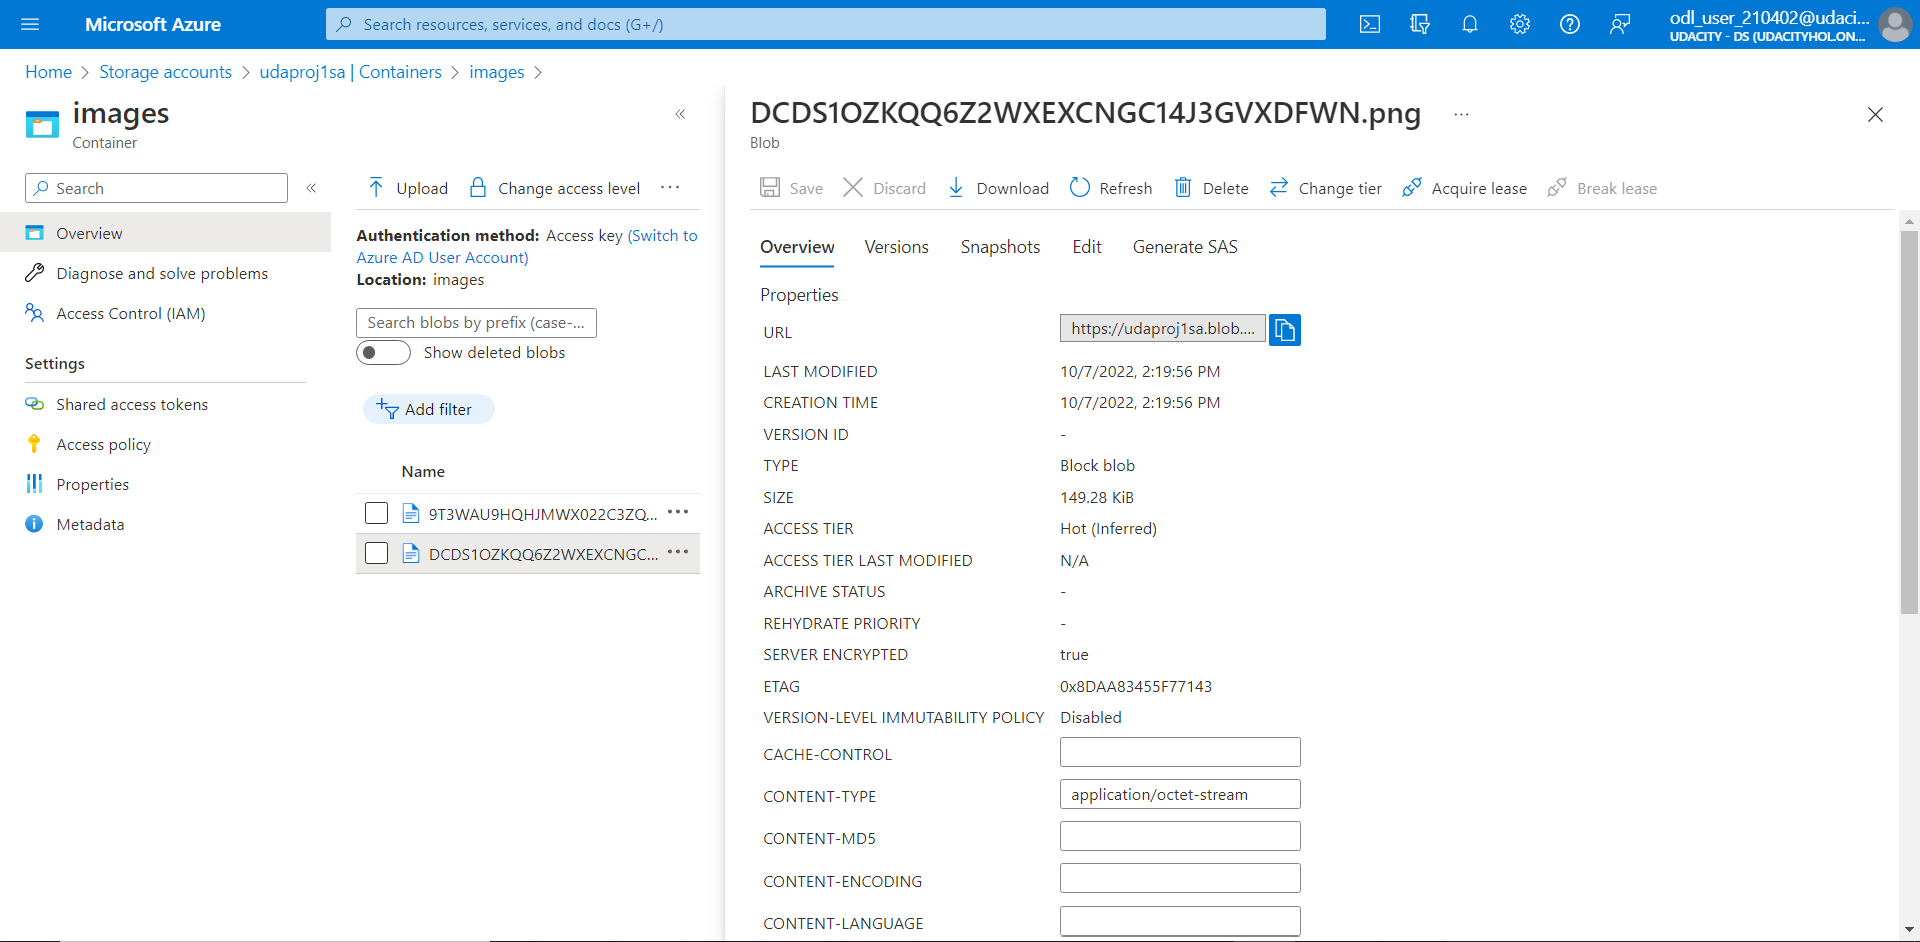 Microsoft Azure
Search resources, services, and docs (G+/)
odl_user_210402@udaci...
UDACITY - DS (UDACITYHOL.ON...
Home > Storage accounts > udaproj1sa | Containers > images >
images
Container
Search
Overview
Diagnose and solve problems
Access Control (IAM)
Settings
Shared access tokens
Access policy
Properties
Metadata
Upload
Change access level
Authentication method: Access key (Switch to
Azure AD User Account)
Location: images
Search blobs by prefix (case-...
Show deleted blobs
Add filter
Name
9T3WAU9HQHJMWX022C3ZQ...
DCDS1OZKQQ6Z2WXEXCNGC...
DCDS1OZKQQ6Z2WXEXCNGC14J3GVXDFWN.png
Blob
Save
Discard
Download
Refresh
Delete
Change tier
Acquire lease
Break lease
Overview
Versions
Snapshots
Edit
Generate SAS
Properties
URL https://udaproj1sa.blob....
LAST MODIFIED 10/7/2022, 2:19:56 PM
CREATION TIME 10/7/2022, 2:19:56 PM
VERSION ID -
TYPE Block blob
SIZE 149.28 KiB
ACCESS TIER Hot (Inferred)
ACCESS TIER LAST MODIFIED N/A
ARCHIVE STATUS -
REHYDRATE PRIORITY -
SERVER ENCRYPTED true
ETAG 0x8DAA83455F77143
VERSION-LEVEL IMMUTABILITY POLICY Disabled
CACHE-CONTROL
CONTENT-TYPE application/octet-stream
CONTENT-MD5
CONTENT-ENCODING
CONTENT-LANGUAGE